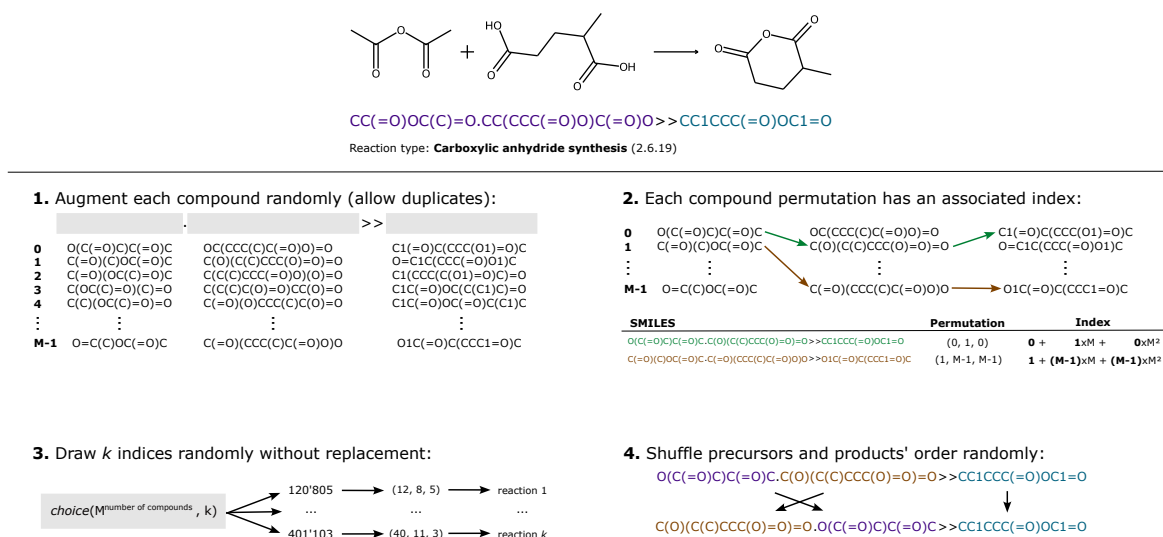 O
O
O
HO
O
OH
O
+
O
O
O
CC(=O)OC(C)=O.CC(CCC(=O)O)C(=O)O>>CC1CCC(=O)OC1=O
Reaction type: Carboxylic anhydride synthesis (2.6.19)
1. Augment each compound randomly (allow duplicates):
. >>
0 O(C(=O)C)C(=O)C OC(CCC(C)C(=O)O)=O C1(=O)C(CCC(O1)=O)C
1 C(=O)(C)OC(=O)C C(O)(C(C)CCC(O)=O)=O O=C1C(CCC(=O)O1)C
2 C(=O)(OC(C)=O)C C(C(C)CCC(=O)O)(O)=O C1(CCC(C(O1)=O)C)=O
3 C(OC(C)=O)(C)=O C(C(C)C(O)=O)CC(O)=O C1C(=O)OC(C(C1)C)=O
4 C(C)(OC(C)=O)=O C(=O)(O)CCC(C)C(O)=O C1C(=O)OC(=O)C(C1)C
⋮ ⋮ ⋮ ⋮
M-1 O=C(C)OC(=O)C C(=O)(CCC(C)C(=O)O)O O1C(=O)C(CCC1=O)C
2. Each compound permutation has an associated index:
0 O(C(=O)C)C(=O)C OC(CCC(C)C(=O)O)=O C1(=O)C(CCC(O1)=O)C
1 C(=O)(C)OC(=O)C C(O)(C(C)CCC(O)=O)=O O=C1C(CCC(=O)O1)C
⋮ ⋮ ⋮ ⋮
M-1 O=C(C)OC(=O)C C(=O)(CCC(C)C(=O)O)O O1C(=O)C(CCC1=O)C
SMILES Permutation Index
O(C(=O)C)C(=O)C.C(O)(C(C)CCC(O)=O)=O>>CC1CCC(=O)OC1=O (0, 1, 0) 0 + 1xM + 0xM²
C(=O)(C)OC(=O)C.C(=O)(CCC(C)C(=O)O)O>>O1C(=O)C(CCC1=O)C (1, M-1, M-1) 1 + (M-1)xM + (M-1)xM²
3. Draw k indices randomly without replacement:
choice(M^number of compounds , k)
120'805 (12, 8, 5) reaction 1
... ... ...
401'103 (40, 11, 3) reaction k
4. Shuffle precursors and products' order randomly:
O(C(=O)C)C(=O)C.C(O)(C(C)CCC(O)=O)=O>>CC1CCC(=O)OC1=O
C(O)(C(C)CCC(O)=O)=O.O(C(=O)C)C(=O)C>>CC1CCC(=O)OC1=O